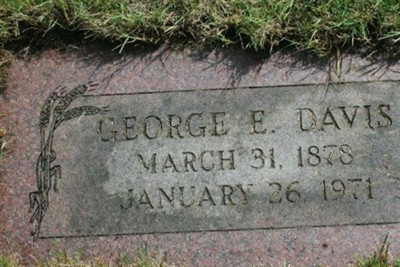 GEORGE E. DAVIS
MARCH 31, 1878
JANUARY 26, 1971